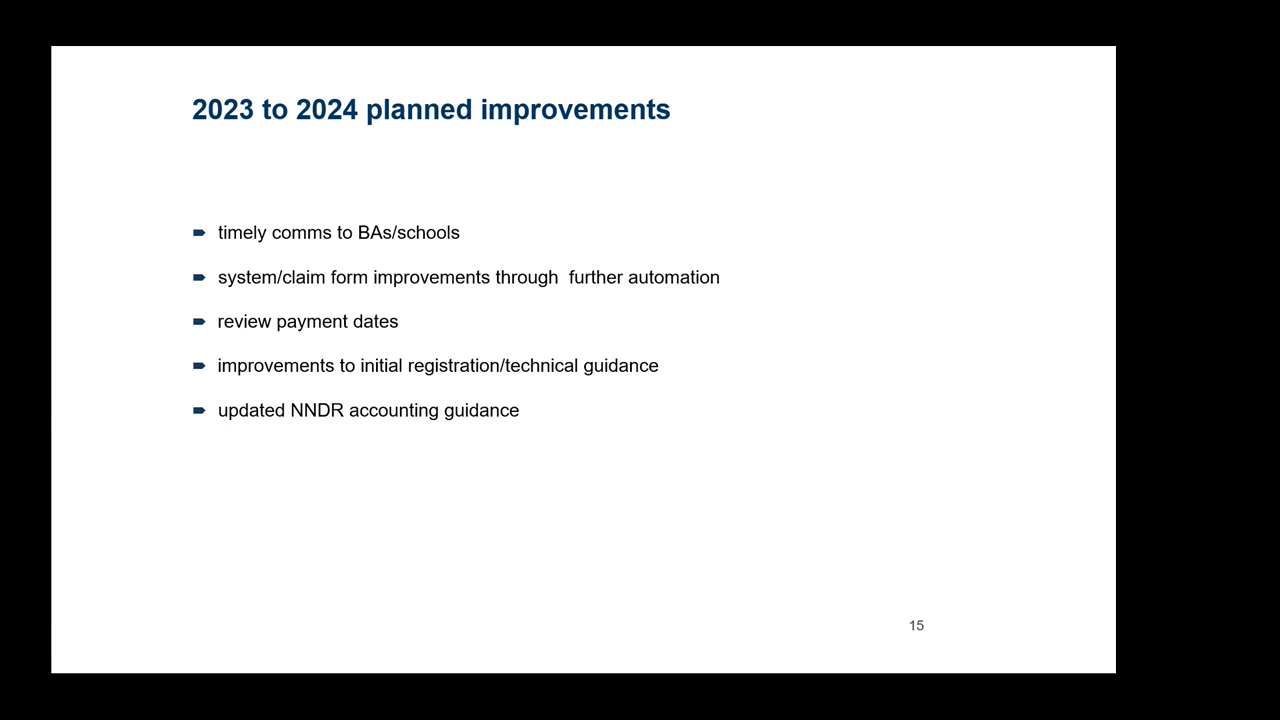 2023 to 2024 planned improvements
timely comms to BAs/schools
system/claim form improvements through  further automation
review payment dates
improvements to initial registration/technical guidance
updated NNDR accounting guidance
15